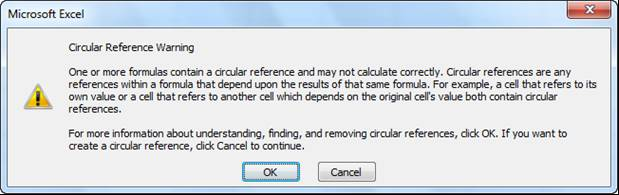 Microsoft Excel
Circular Reference Warning
One or more formulas contain a circular reference and may not calculate correctly. Circular references are any
references within a formula that depend upon the results of that same formula. For example, a cell that refers to its
own value or a cell that refers to another cell which depends on the original cell's value both contain circular
references.
For more information about understanding, finding, and removing circular references, click OK. If you want to
create a circular reference, click Cancel to continue.
OK Cancel